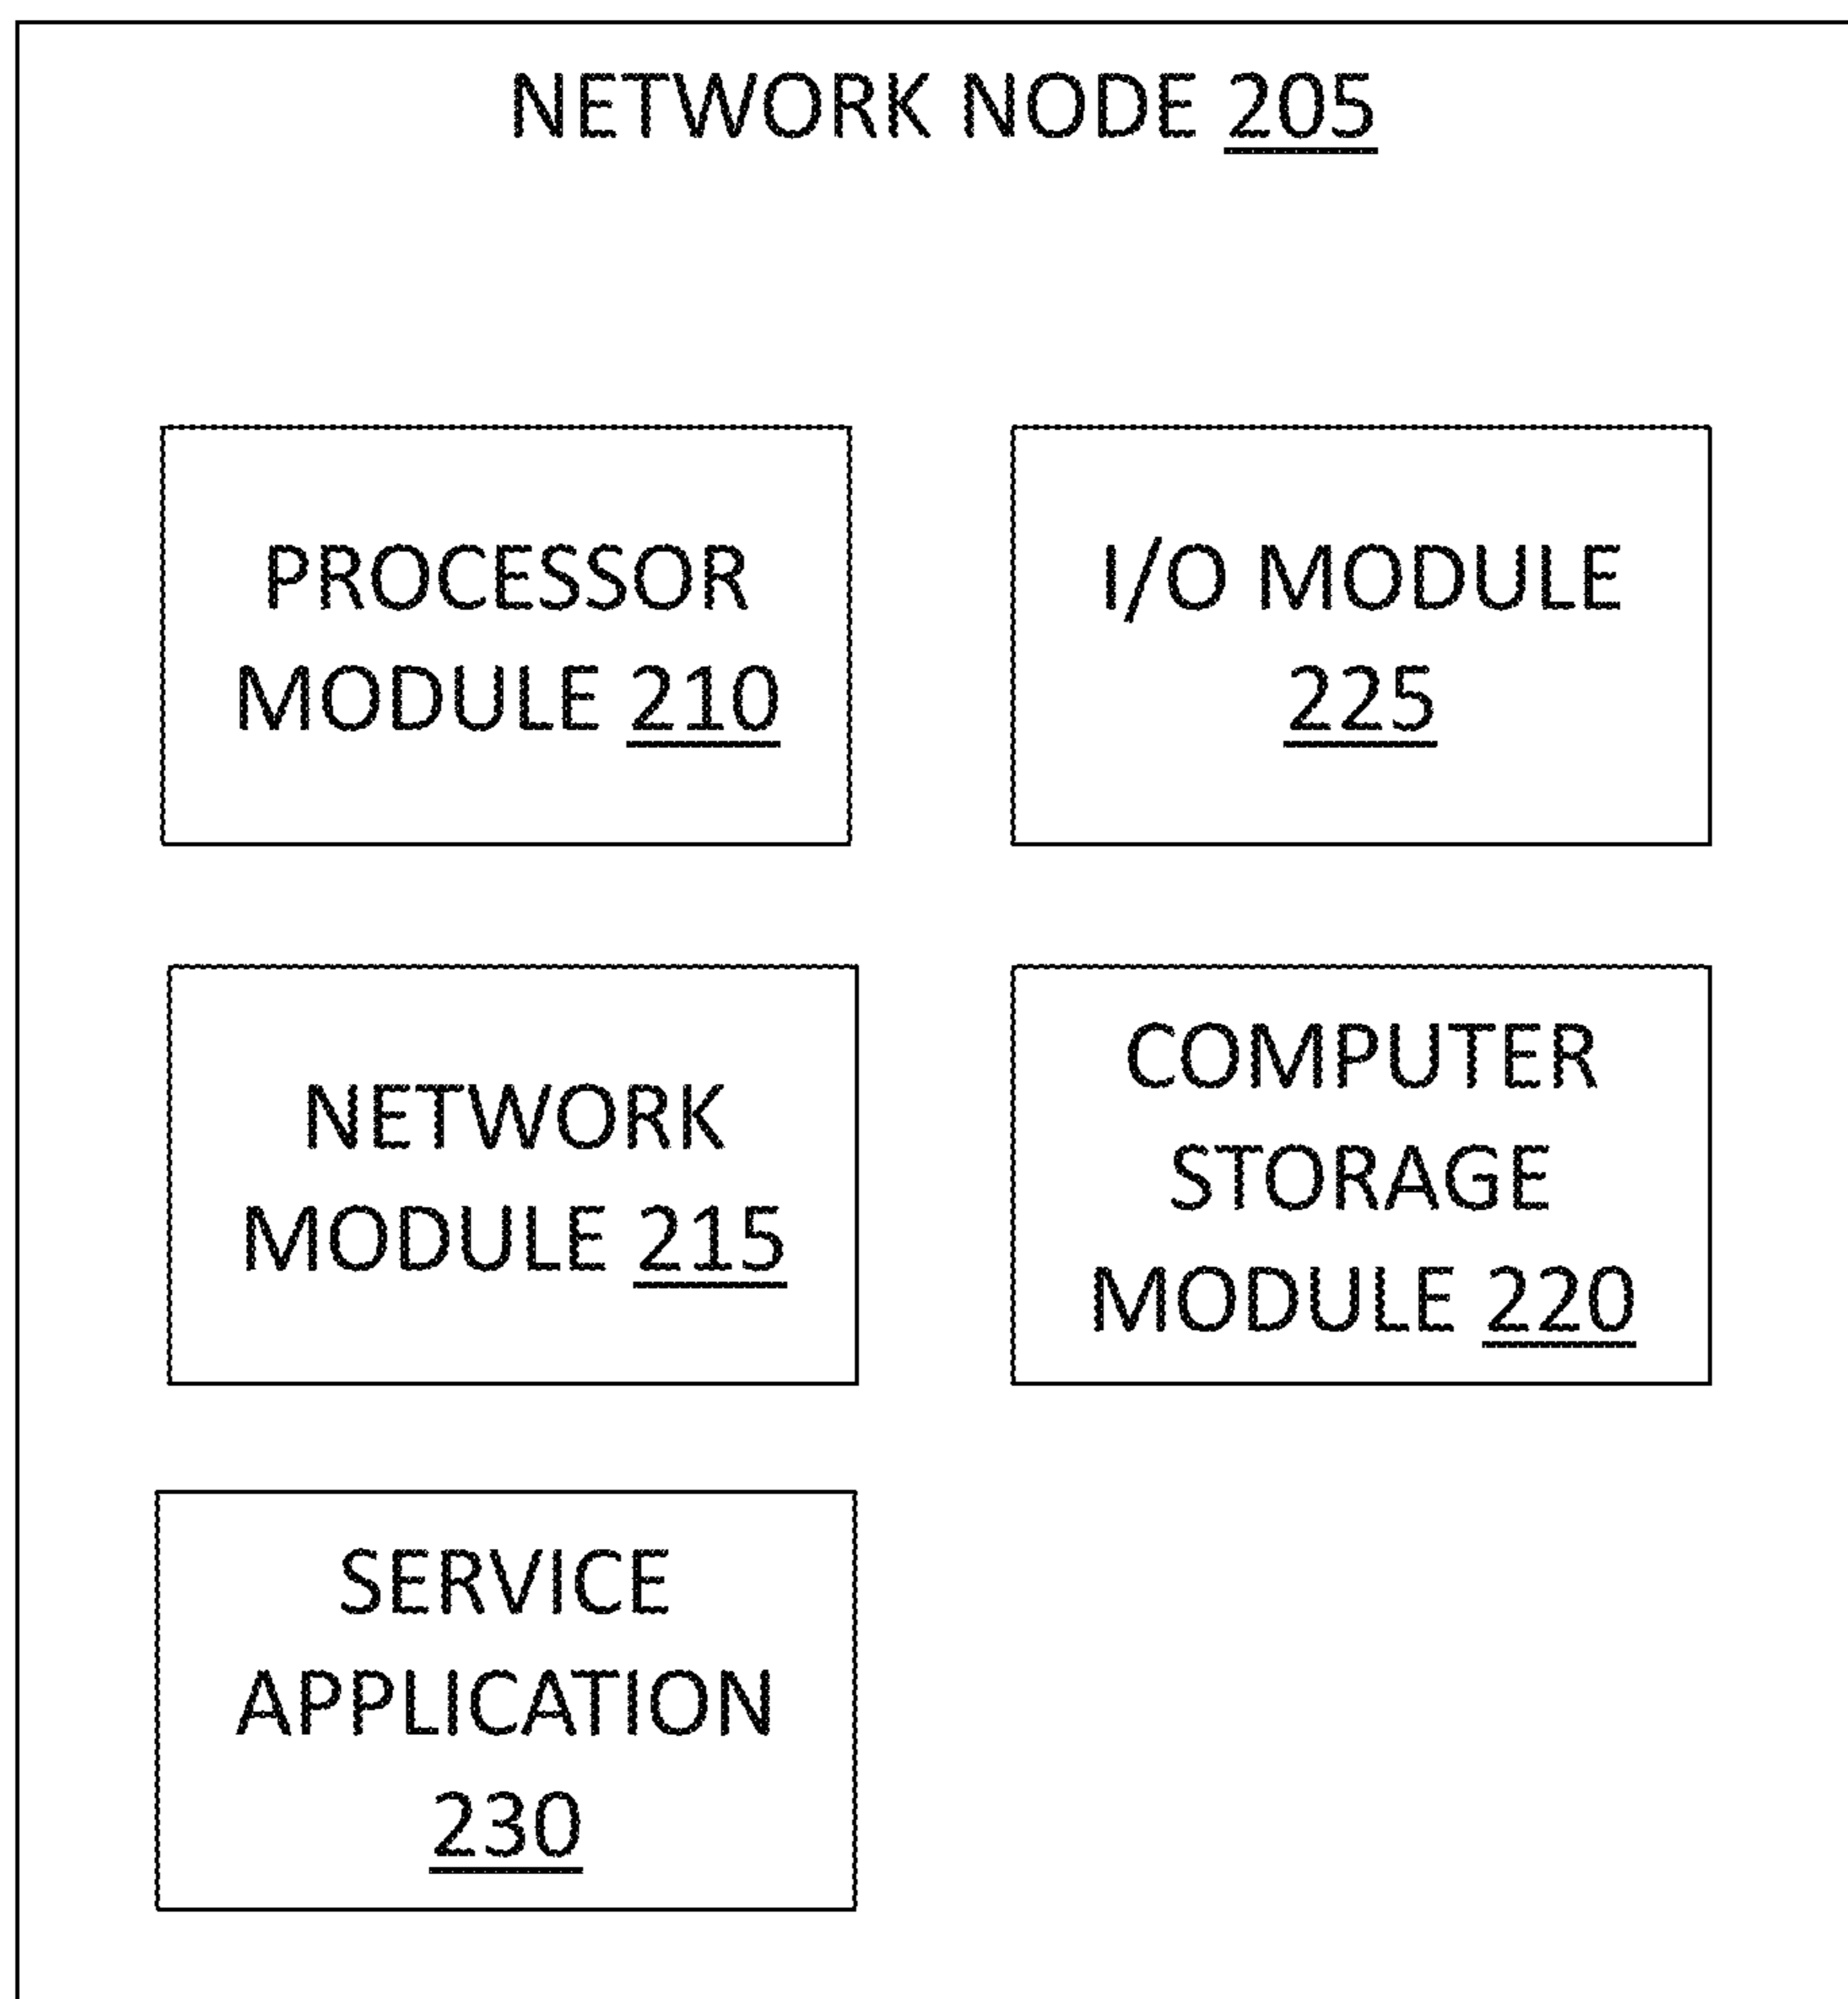 NETWORK NODE 205
PROCESSOR
MODULE 210
I/O MODULE
225
NETWORK
MODULE 215
COMPUTER
STORAGE
MODULE 220
SERVICE
APPLICATION
230